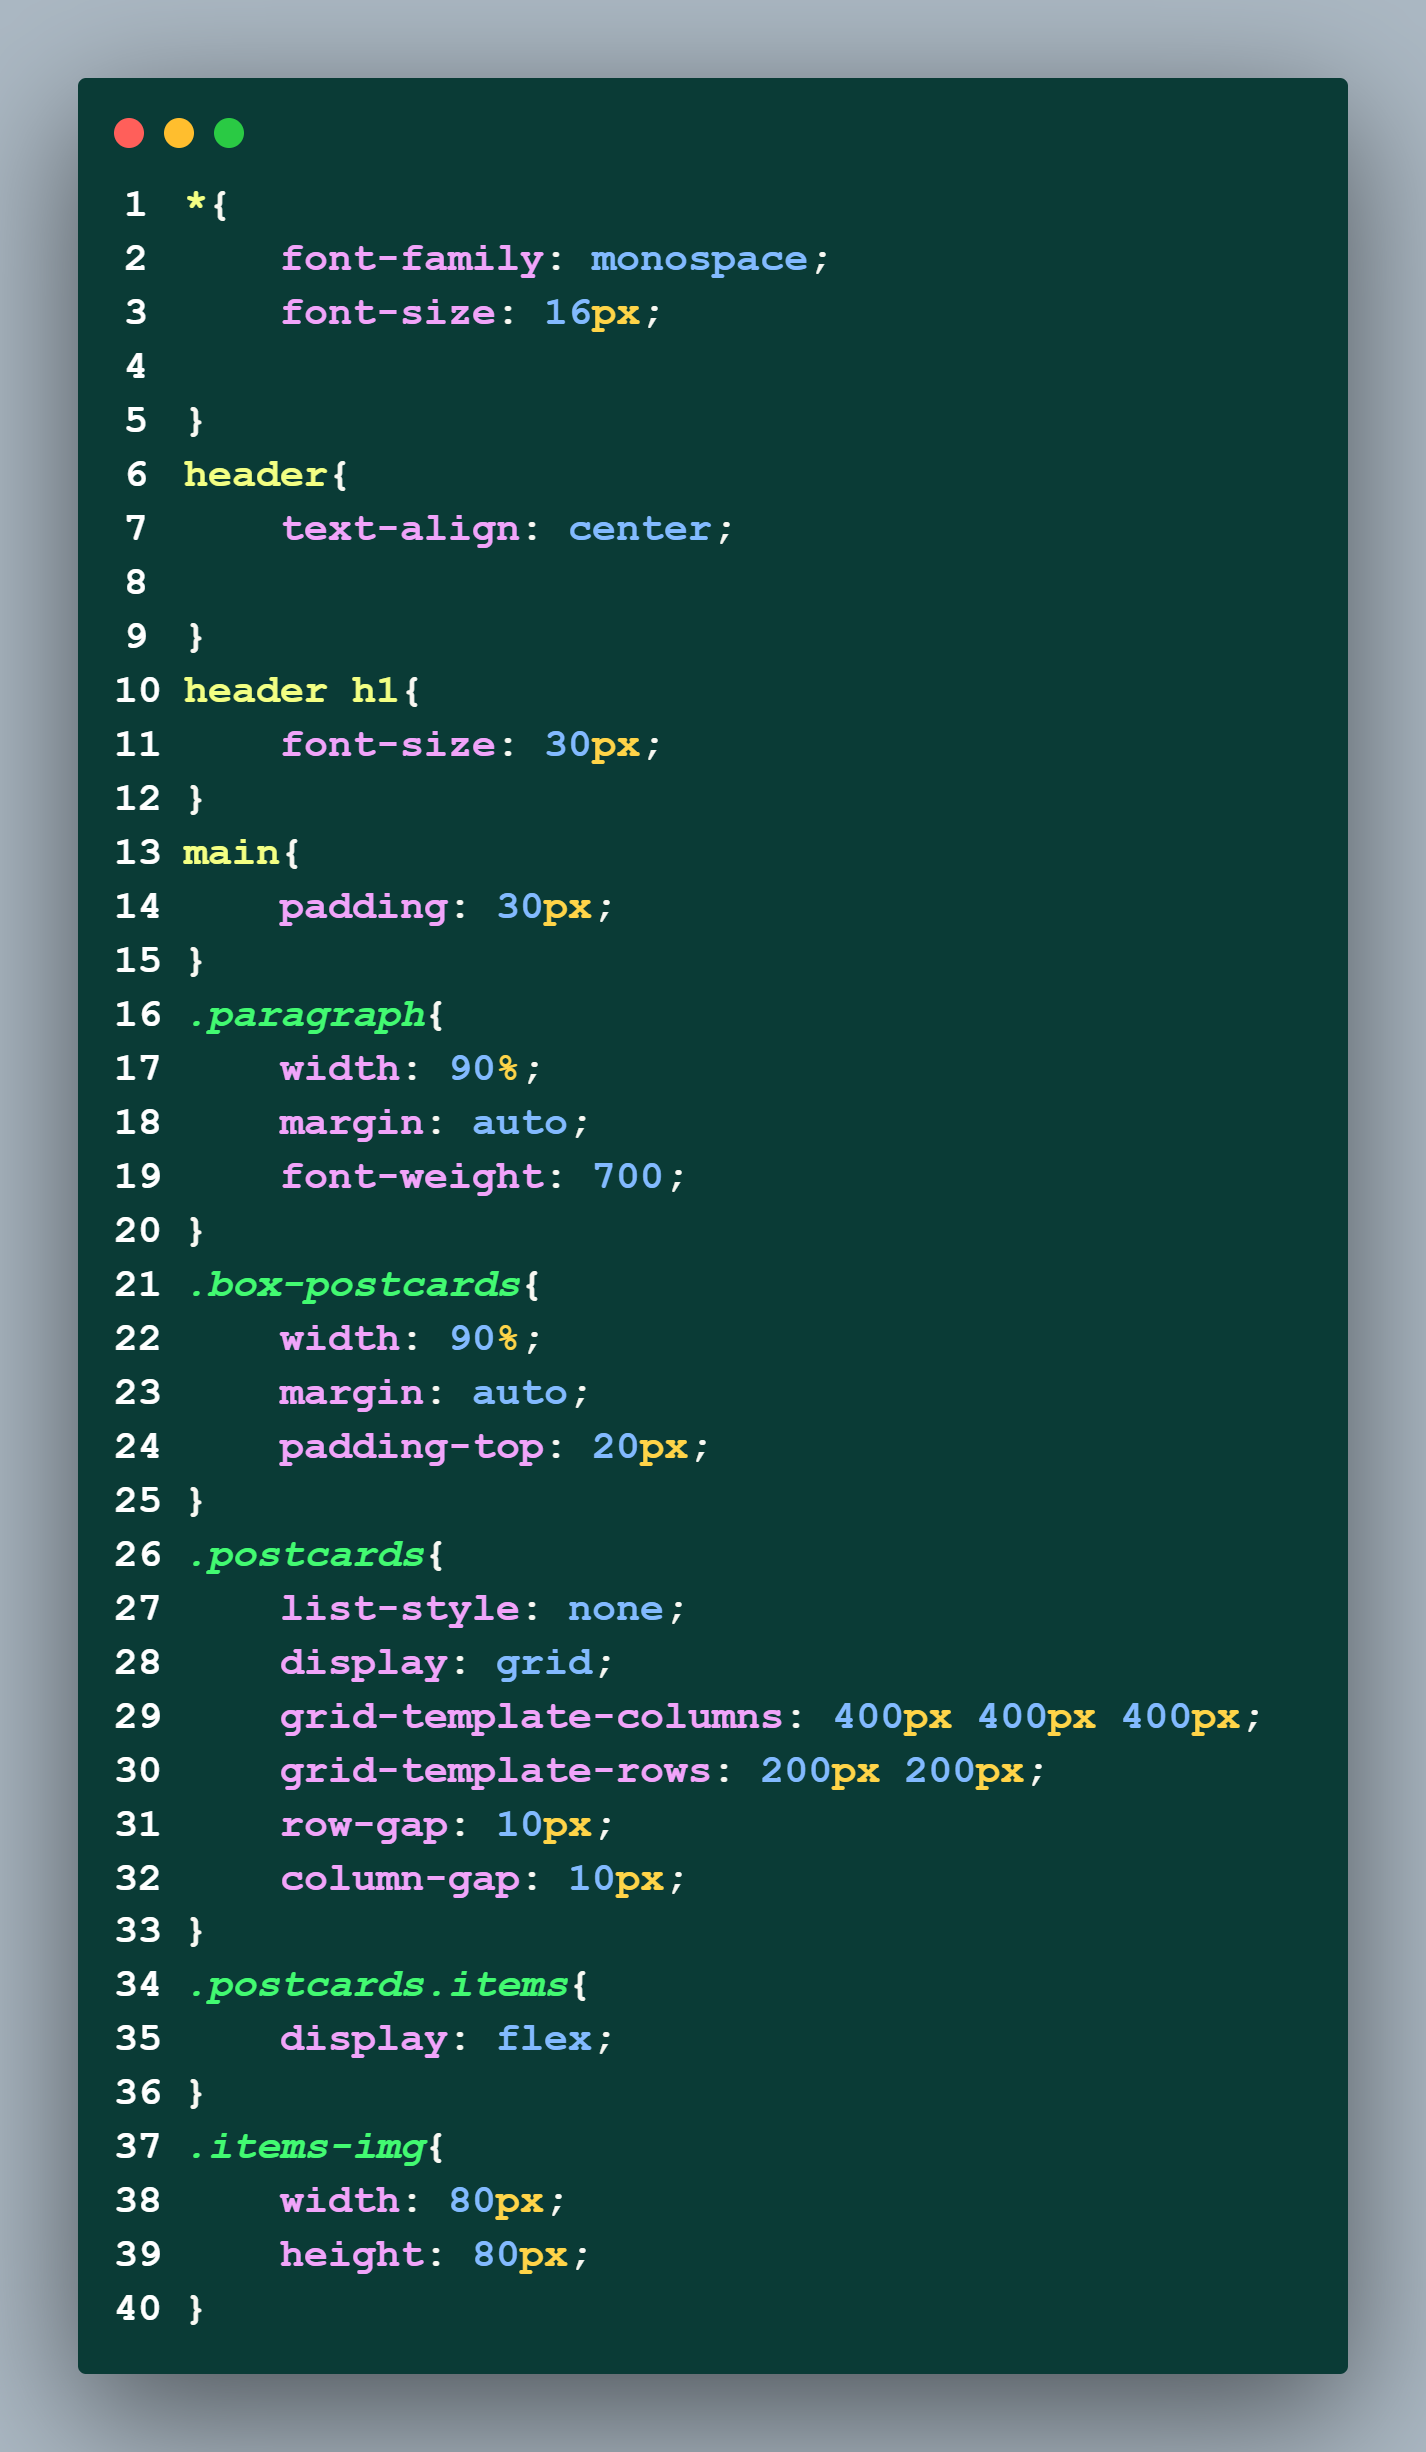 1 *{
2     font-family: monospace;
3     font-size: 16px;
4
5 }
6 header{
7     text-align: center;
8
9 }
10 header h1{
11     font-size: 30px;
12 }
13 main{
14     padding: 30px;
15 }
16 .paragraph{
17     width: 90%;
18     margin: auto;
19     font-weight: 700;
20 }
21 .box-postcards{
22     width: 90%;
23     margin: auto;
24     padding-top: 20px;
25 }
26 .postcards{
27     list-style: none;
28     display: grid;
29     grid-template-columns: 400px 400px 400px;
30     grid-template-rows: 200px 200px;
31     row-gap: 10px;
32     column-gap: 10px;
33 }
34 .postcards.items{
35     display: flex;
36 }
37 .items-img{
38     width: 80px;
39     height: 80px;
40 }